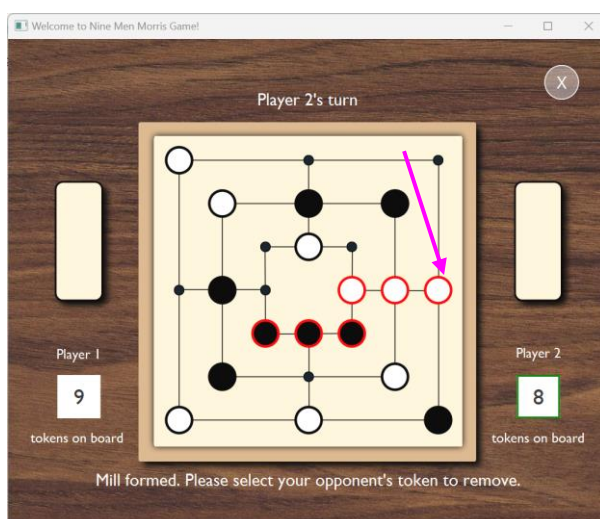 Welcome to Nine Men Morris Game!
X
Player 2's turn
Player 1
9
tokens on board
Player 2
8
tokens on board
Mill formed. Please select your opponent's token to remove.